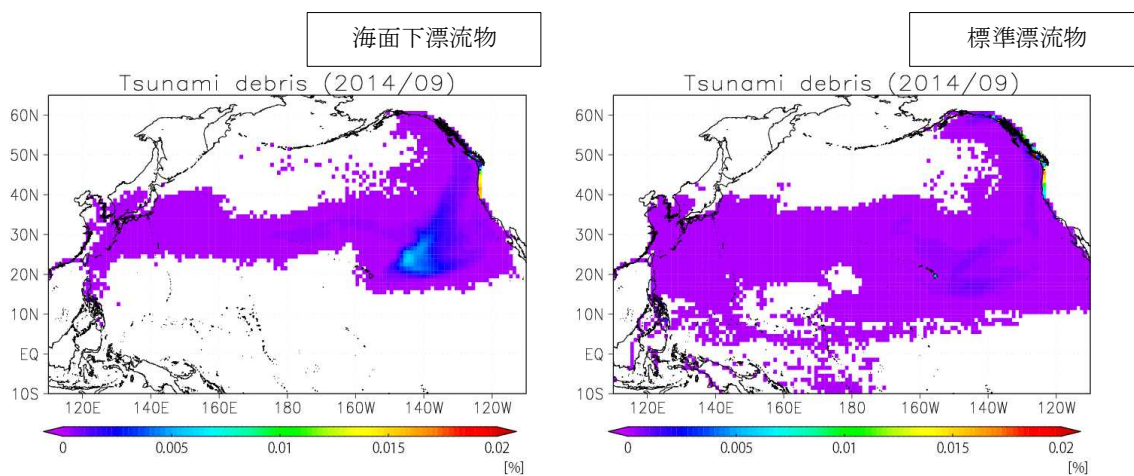 海面下漂流物
Tsunami debris (2014/09)
60N
50N
40N
30N
20N
10N
EQ
10S
120E 140E 160E 180 160W 140W 120W
0 0.005 0.01 0.015 0.02
[%]
標準漂流物
Tsunami debris (2014/09)
60N
50N
40N
30N
20N
10N
EQ
10S
120E 140E 160E 180 160W 140W 120W
0 0.005 0.01 0.015 0.02
[%]